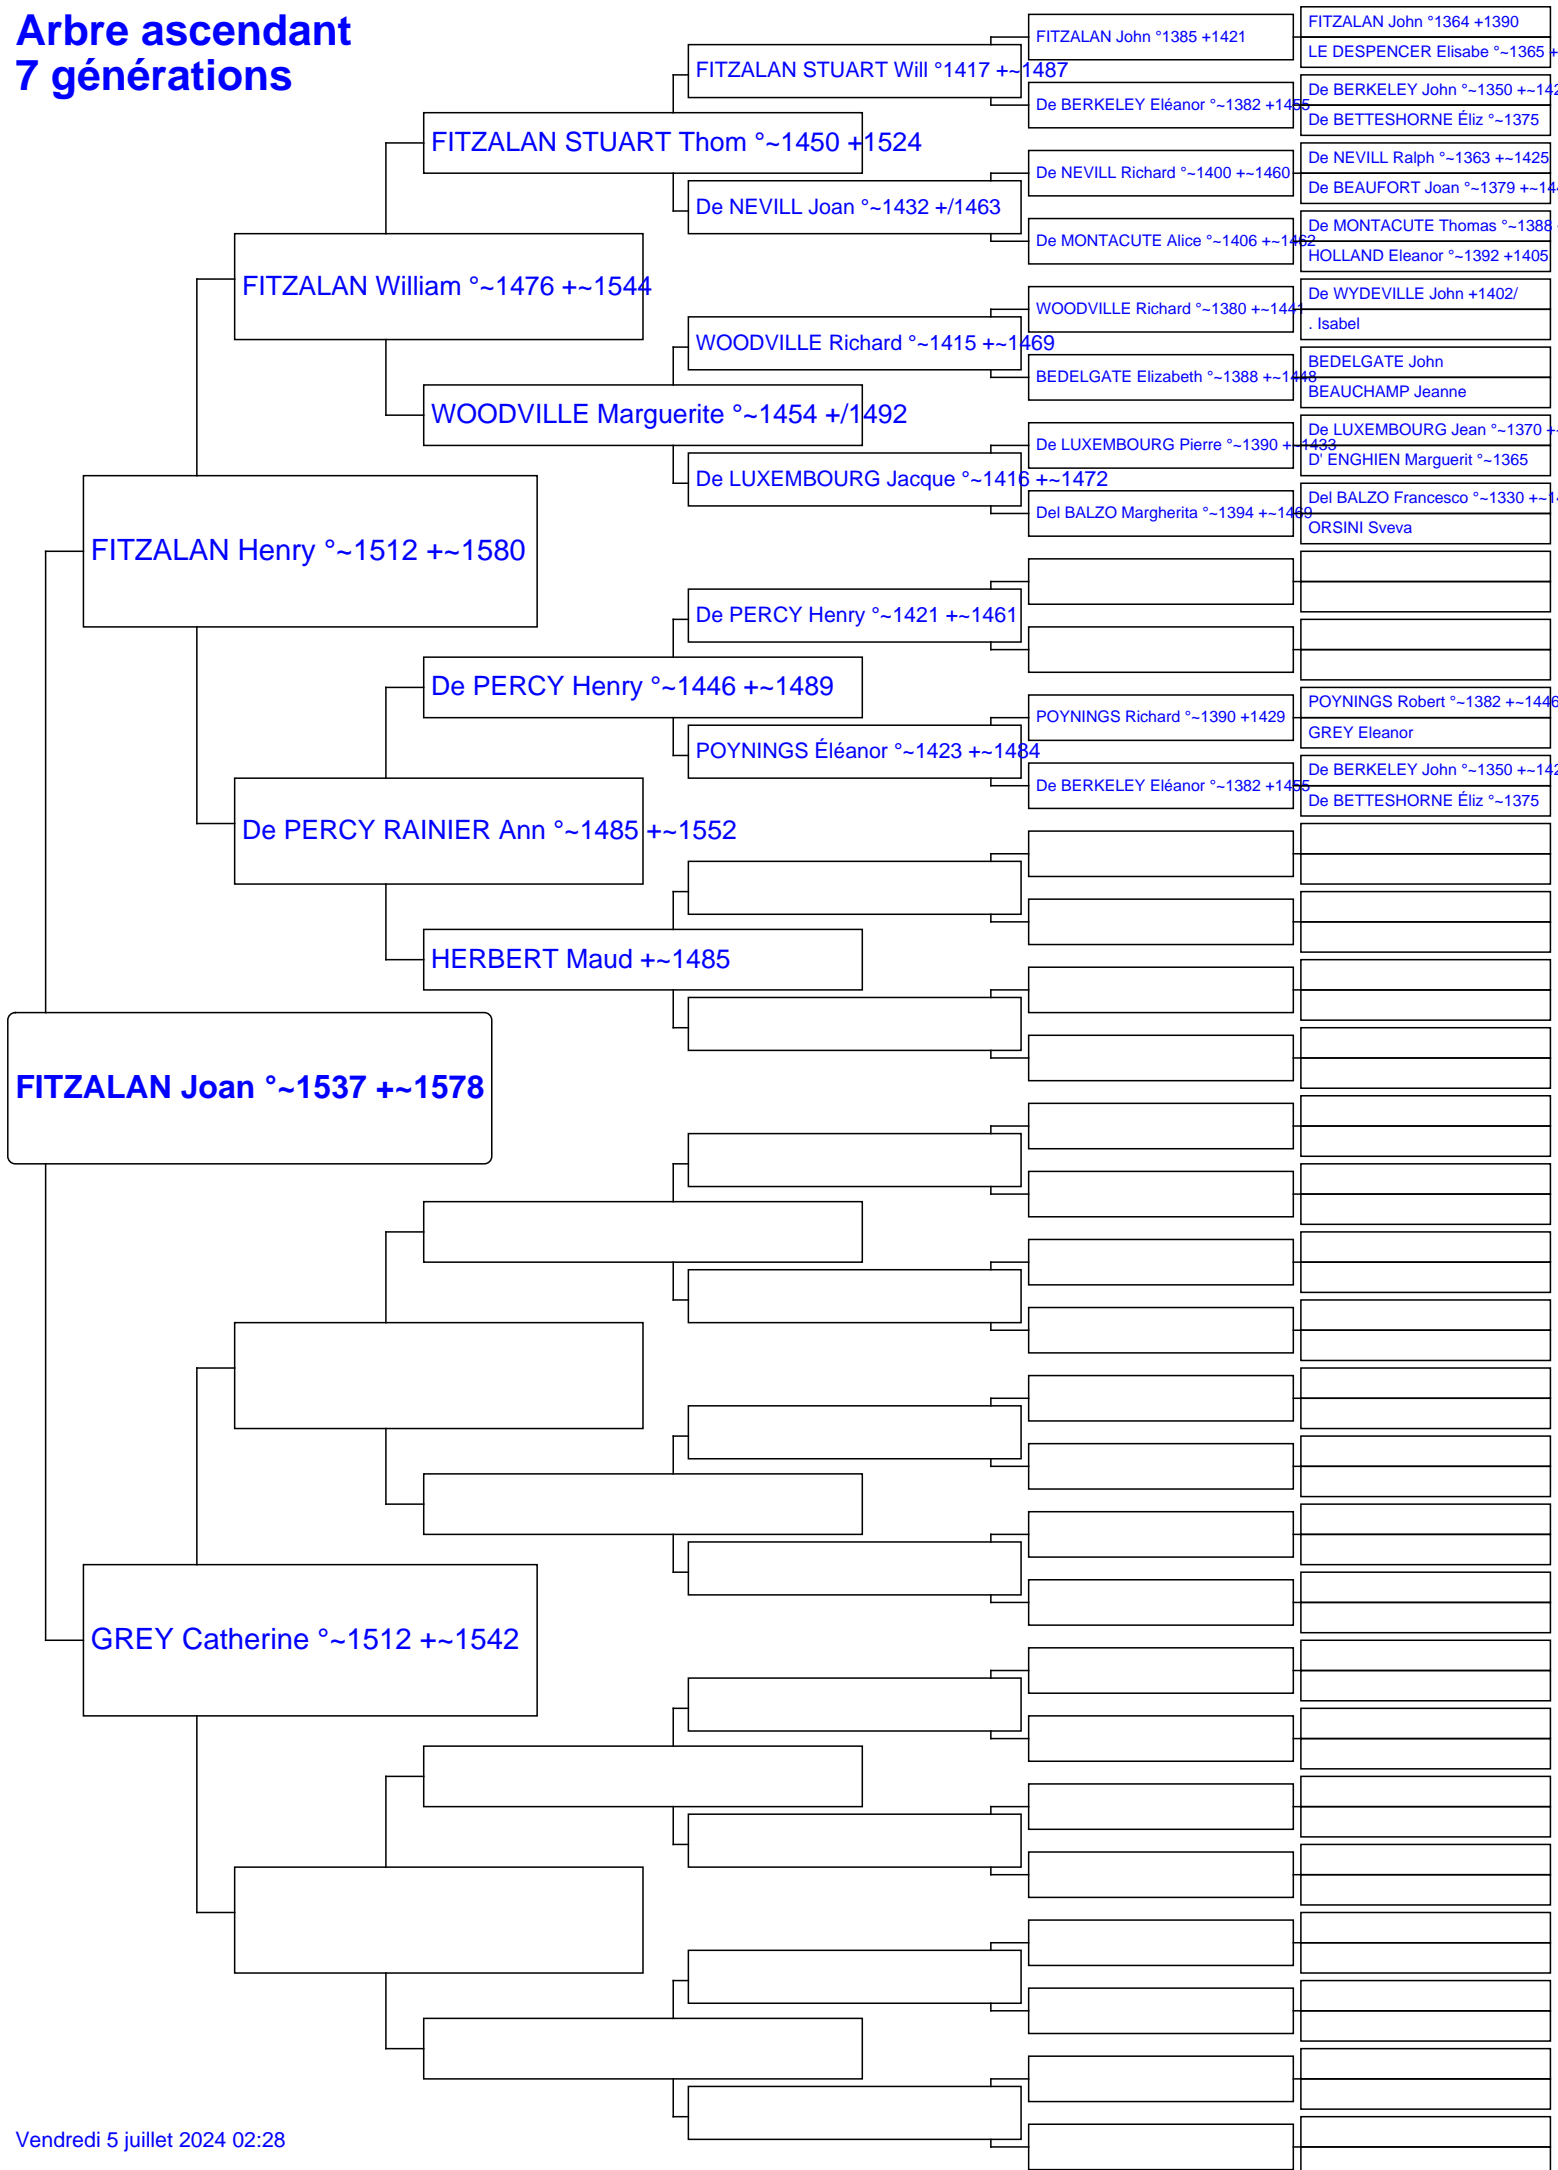 Arbre ascendant
7 générations
FITZALAN John °1364 +1390
FITZALAN John °1385 +1421
LE DESPENCER Elisabe °~1365 +
FITZALAN STUART Will °1417 +~1487
De BERKELEY John °~1350 +~142
De BERKELEY Eléanor °~1382 +1455
De BETTESHORNE Éliz °~1375
FITZALAN STUART Thom °~1450 +1524
De NEVILL Ralph °~1363 +~1425
De NEVILL Richard °~1400 +~1460
De BEAUFORT Joan °~1379 +~144
De NEVILL Joan °~1432 +/1463
De MONTACUTE Thomas °~1388
De MONTACUTE Alice °~1406 +~1462
HOLLAND Eleanor °~1392 +1405
FITZALAN William °~1476 +~1544
De WYDEVILLE John +1402/
WOODVILLE Richard °~1380 +~1441
. Isabel
WOODVILLE Richard °~1415 +~1469
BEDELGATE John
BEDELGATE Elizabeth °~1388 +~1448
BEAUCHAMP Jeanne
WOODVILLE Marguerite °~1454 +/1492
De LUXEMBOURG Jean °~1370 +~
De LUXEMBOURG Pierre °~1390 +~1433
D' ENGHIEN Marguerit °~1365
De LUXEMBOURG Jacque °~1416 +~1472
Del BALZO Francesco °~1330 +~14
Del BALZO Margherita °~1394 +~1469
ORSINI Sveva
FITZALAN Henry °~1512 +~1580
De PERCY Henry °~1421 +~1461
De PERCY Henry °~1446 +~1489
POYNINGS Robert °~1382 +~1446
POYNINGS Richard °~1390 +1429
GREY Eleanor
POYNINGS Éléanor °~1423 +~1484
De BERKELEY John °~1350 +~142
De BERKELEY Eléanor °~1382 +1455
De BETTESHORNE Éliz °~1375
De PERCY RAINIER Ann °~1485 +~1552
HERBERT Maud +~1485
FITZALAN Joan °~1537 +~1578
GREY Catherine °~1512 +~1542
Vendredi 5 juillet 2024 02:28